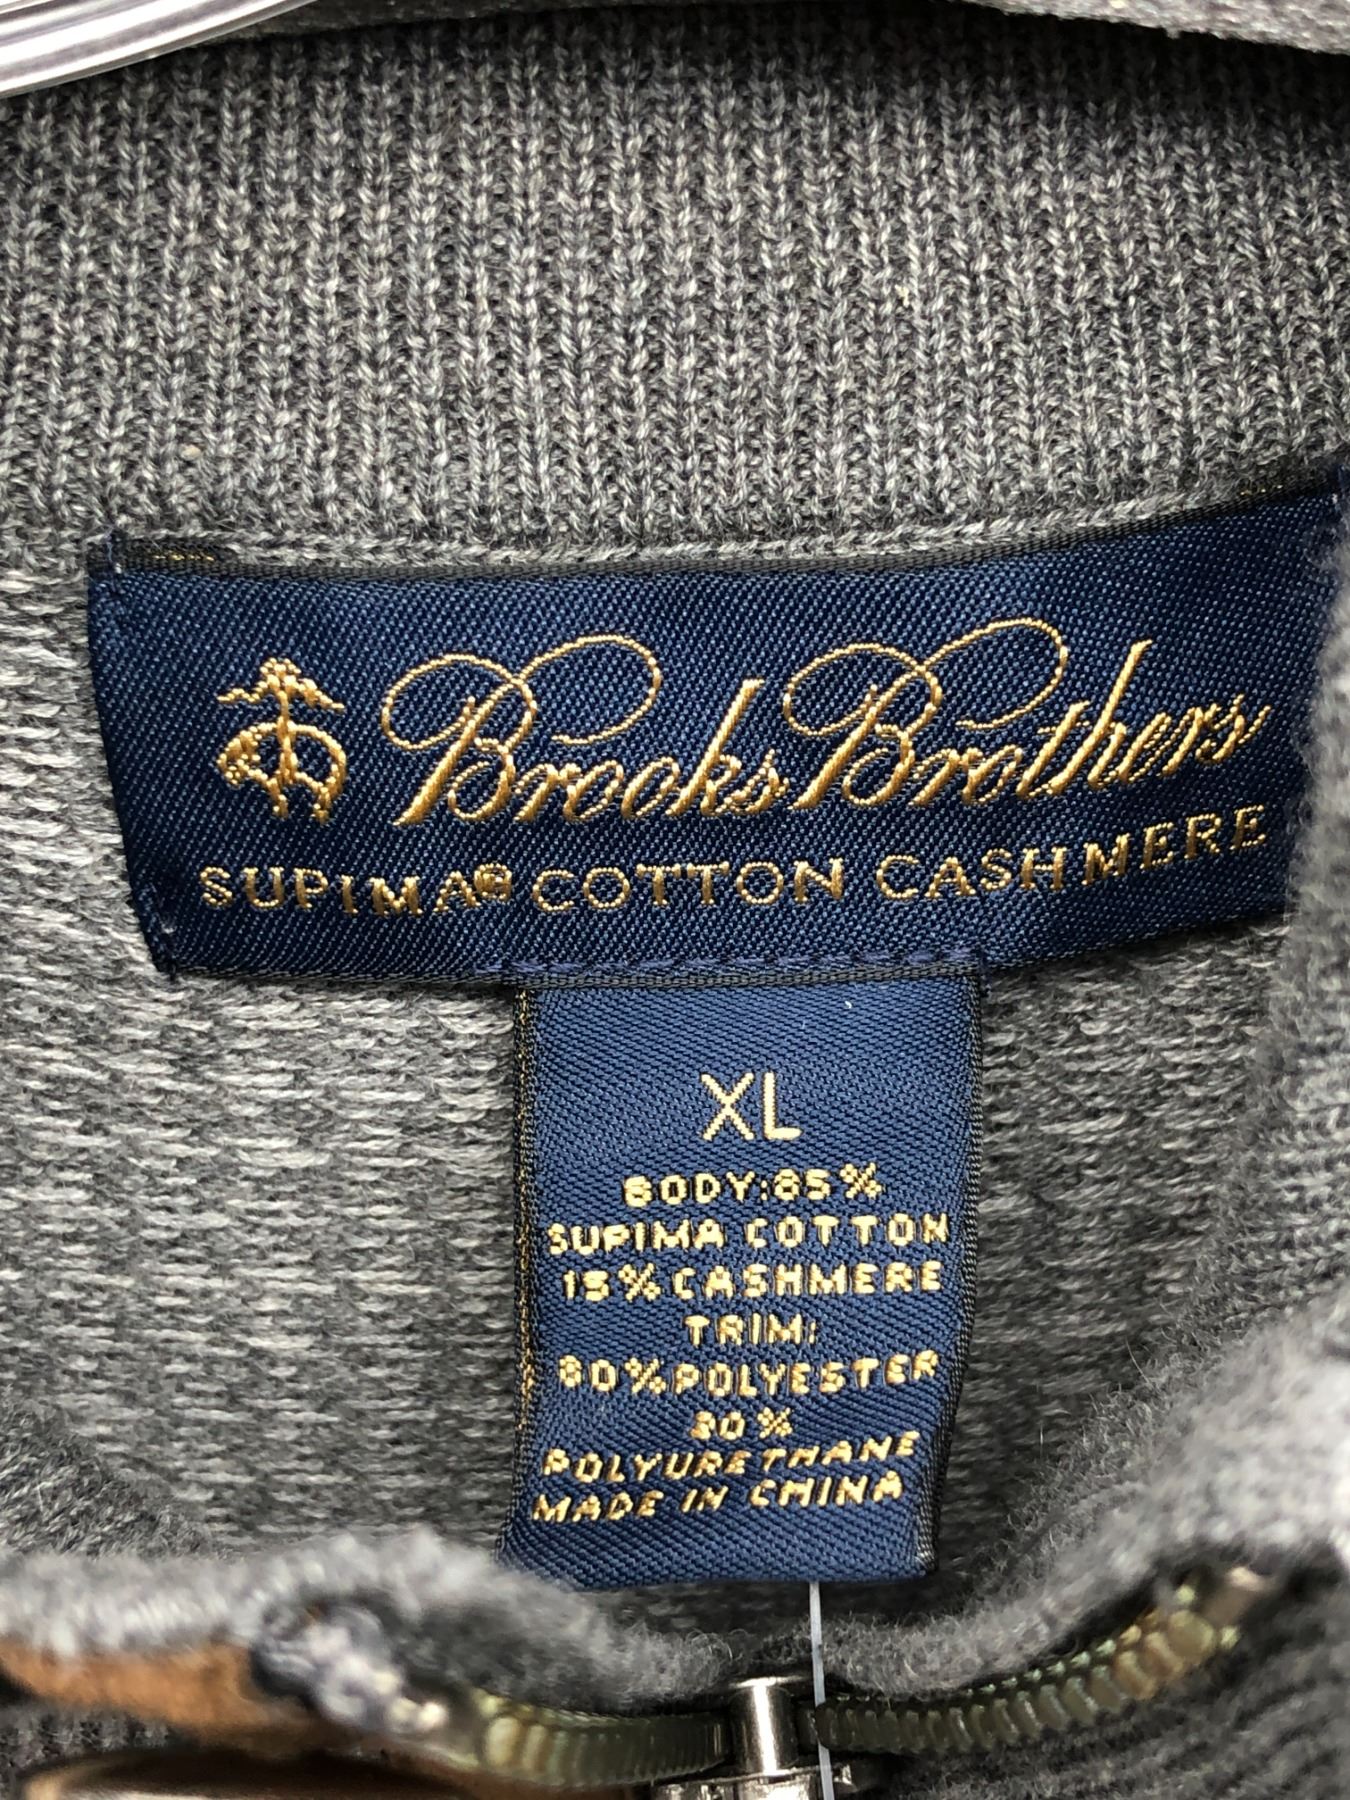 Brooks Brothers
SUPIMA® COTTON CASHMERE
XL
BODY:85%
SUPIMA COTTON
15%CASHMERE
TRIM:
80%POLYESTER
20%
POLYURETHANE
MADE IN CHINA